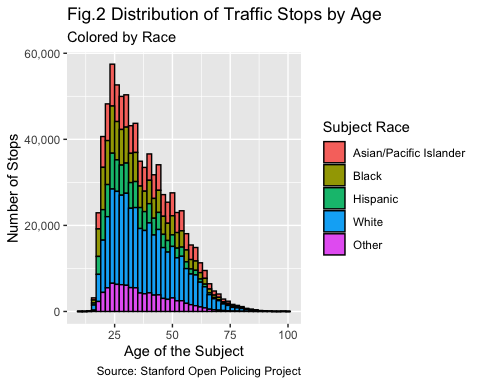 Fig.2 Distribution of Traffic Stops by Age
Colored by Race
60,000
40,000
20,000
0
Number of Stops
25
50
75
100
Age of the Subject
Source: Stanford Open Policing Project
Subject Race
Asian/Pacific Islander
Black
Hispanic
White
Other